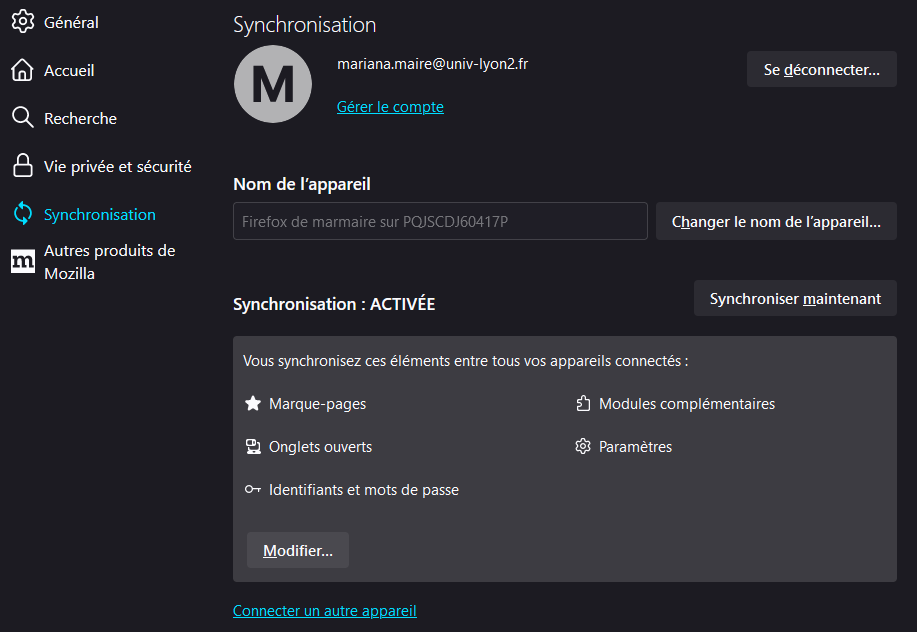 Général
Accueil
Recherche
Vie privée et sécurité
Synchronisation
Autres produits de
Mozilla
Synchronisation
M
mariana.maire@univ-lyon2.fr
Gérer le compte
Se déconnecter...
Nom de l’appareil
Firefox de marmaire sur PQJSCDJ60417P
Changer le nom de l’appareil...
Synchronisation : ACTIVÉE
Synchroniser maintenant
Vous synchronisez ces éléments entre tous vos appareils connectés :
Marque-pages
Modules complémentaires
Onglets ouverts
Paramètres
Identifiants et mots de passe
Modifier...
Connecter un autre appareil